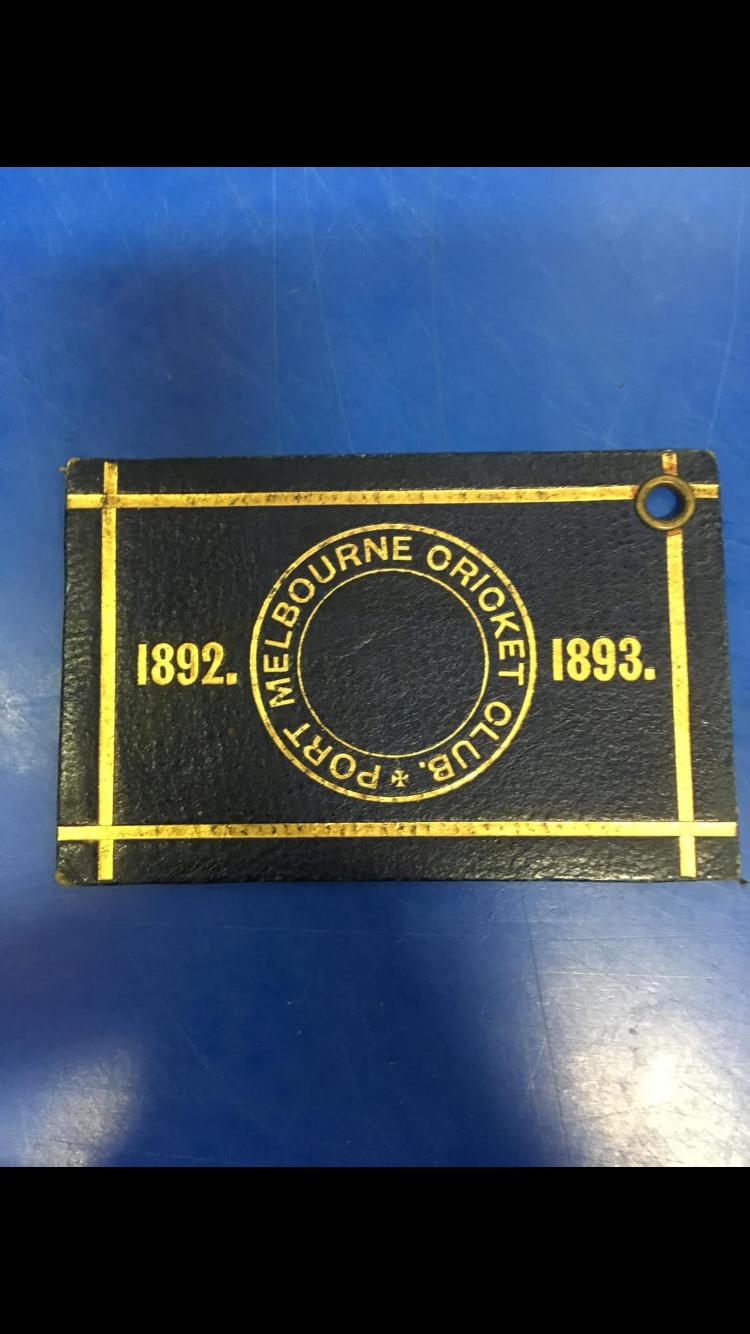 1892.
PORT MELBOURNE CRICKET CLUB.
1893.